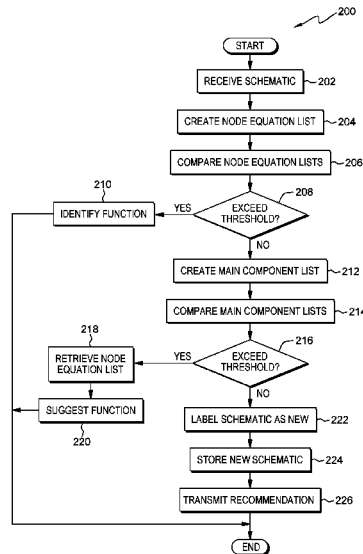 200
START
RECEIVE SCHEMATIC
202
CREATE NODE EQUATION LIST
204
COMPARE NODE EQUATION LISTS
206
208
EXCEED
THRESHOLD?
YES
210
IDENTIFY FUNCTION
NO
CREATE MAIN COMPONENT LIST
212
COMPARE MAIN COMPONENT LISTS
214
216
EXCEED
THRESHOLD?
YES
218
RETRIEVE NODE
EQUATION LIST
SUGGEST FUNCTION
220
NO
LABEL SCHEMATIC AS NEW
222
STORE NEW SCHEMATIC
224
TRANSMIT RECOMMENDATION
226
END